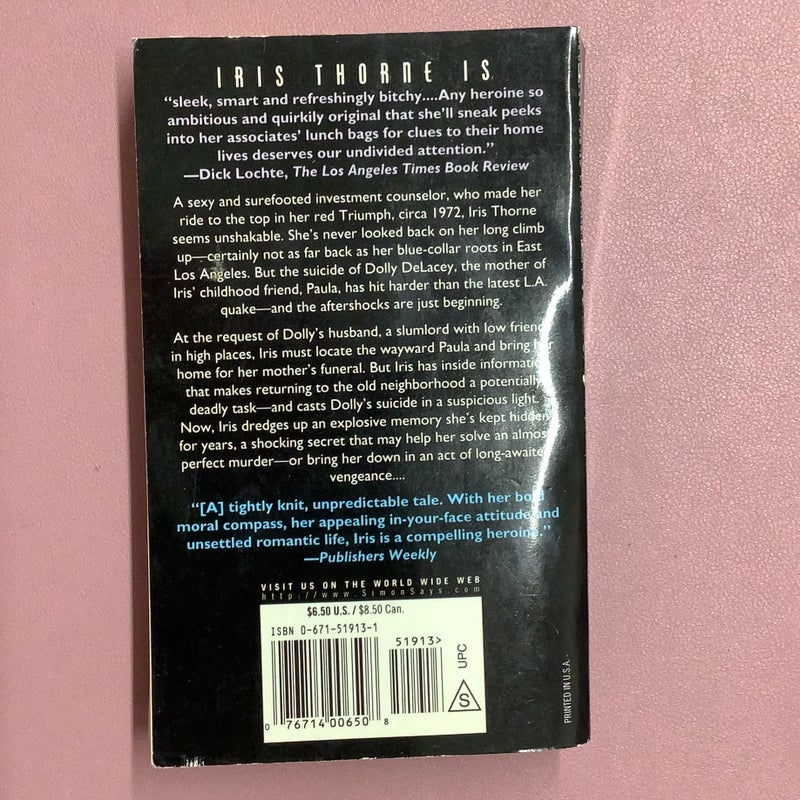 IRIS THORNE IS
“sleek, smart and refreshingly bitchy....Any heroine so
ambitious and quirkily original that she'll sneak peeks
into her associates' lunch bags for clues to their home
lives deserves our undivided attention.”
—Dick Lochte, The Los Angeles Times Book Review
A sexy and surefooted investment counselor, who made her
ride to the top in her red Triumph, circa 1972, Iris Thorne
seems unshakable. She's never looked back on her long climb
up—certainly not as far back as her blue-collar roots in East
Los Angeles. But the suicide of Dolly DeLacey, the mother of
Iris' childhood friend, Paula, has hit harder than the latest L.A.
quake—and the aftershocks are just beginning.
At the request of Dolly's husband, a slumlord with low friend
in high places, Iris must locate the wayward Paula and bring her
home for her mother's funeral. But Iris has inside informatio
that makes returning to the old neighborhood a potentially
deadly task—and casts Dolly's suicide in a suspicious light.
Now, Iris dredges up an explosive memory she's kept hidden
for years, a shocking secret that may help her solve an almos
perfect murder—or bring her down in an act of long-awaite
vengeance....
“[A] tightly knit, unpredictable tale. With her bold
moral compass, her appealing in-your-face attitude and
unsettled romantic life, Iris is a compelling heroine.”
—Publishers Weekly
VISIT US ON THE WORLD WIDE WEB
http://www.SimonSays.com
$6.50 U.S. / $8.50 Can.
ISBN 0-671-51913-1
51913>
UPC
S
0 76714 00650 8
PRINTED IN U.S.A.